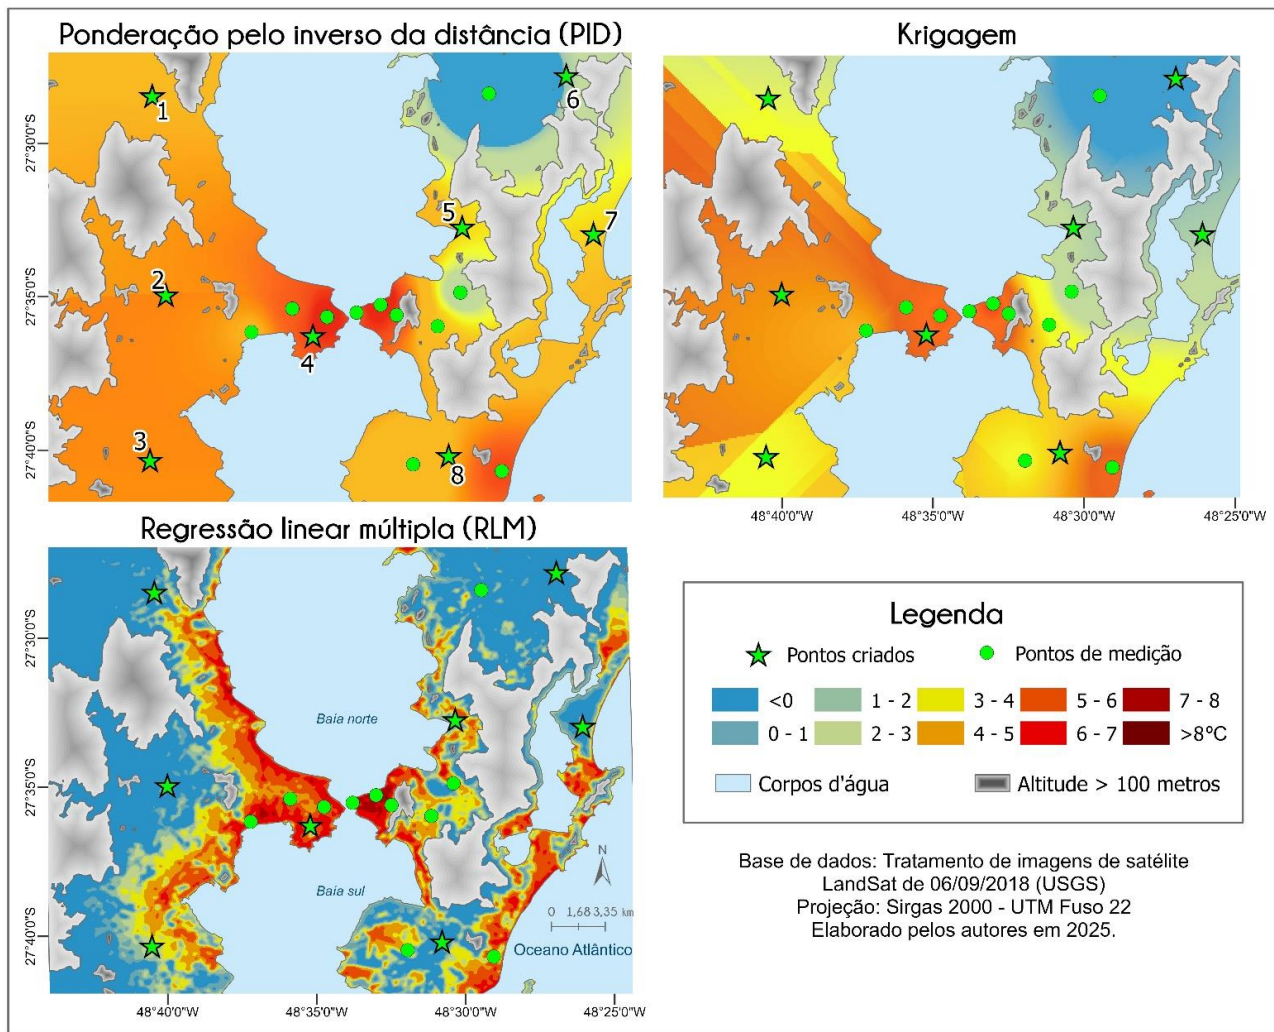 Ponderação pelo inverso da distância (PID)
Krigagem
27°30'0"S
27°35'0"S
27°40'0"S
1
2
3
4
5
6
7
8
48°40'0"W
48°35'0"W
48°30'0"W
48°25'0"W
Regressão linear múltipla (RLM)
27°30'0"S
27°35'0"S
27°40'0"S
Baía norte
Baía sul
N
0 1,68 3,35 km
Oceano Atlântico
48°40'0"W
48°35'0"W
48°30'0"W
48°25'0"W
Legenda
Pontos criados
Pontos de medição
<0
1 - 2
3 - 4
5 - 6
7 - 8
0 - 1
2 - 3
4 - 5
6 - 7
>8ºC
Corpos d'água
Altitude > 100 metros
Base de dados: Tratamento de imagens de satélite
LandSat de 06/09/2018 (USGS)
Projeção: Sirgas 2000 - UTM Fuso 22
Elaborado pelos autores em 2025.